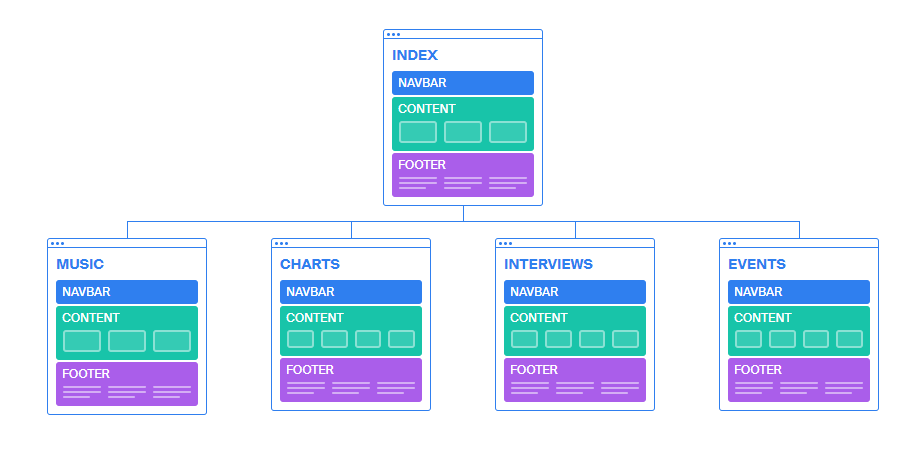 INDEX
NAVBAR
CONTENT
FOOTER
MUSIC
NAVBAR
CONTENT
FOOTER
CHARTS
NAVBAR
CONTENT
FOOTER
INTERVIEWS
NAVBAR
CONTENT
FOOTER
EVENTS
NAVBAR
CONTENT
FOOTER